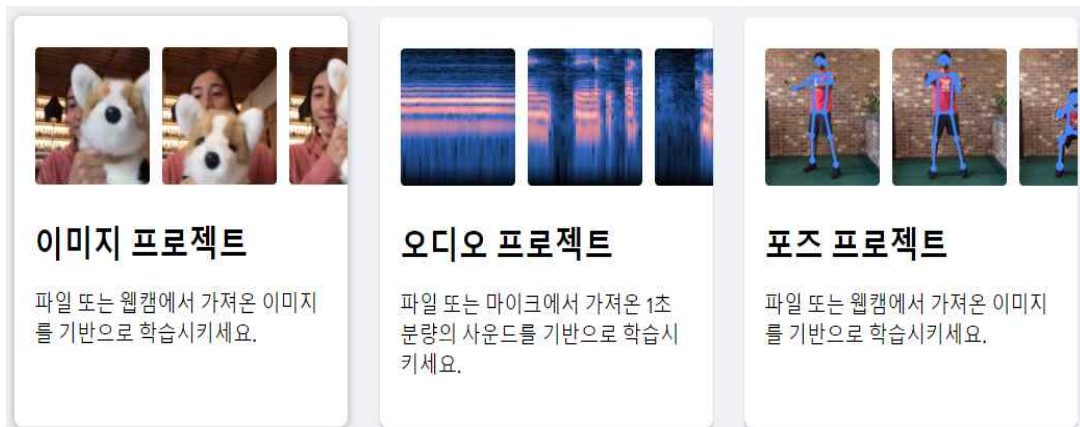 이미지 프로젝트
파일 또는 웹캠에서 가져온 이미지
를 기반으로 학습시키세요.
오디오 프로젝트
파일 또는 마이크에서 가져온 1초
분량의 사운드를 기반으로 학습시
키세요.
포즈 프로젝트
파일 또는 웹캠에서 가져온 이미지
를 기반으로 학습시키세요.